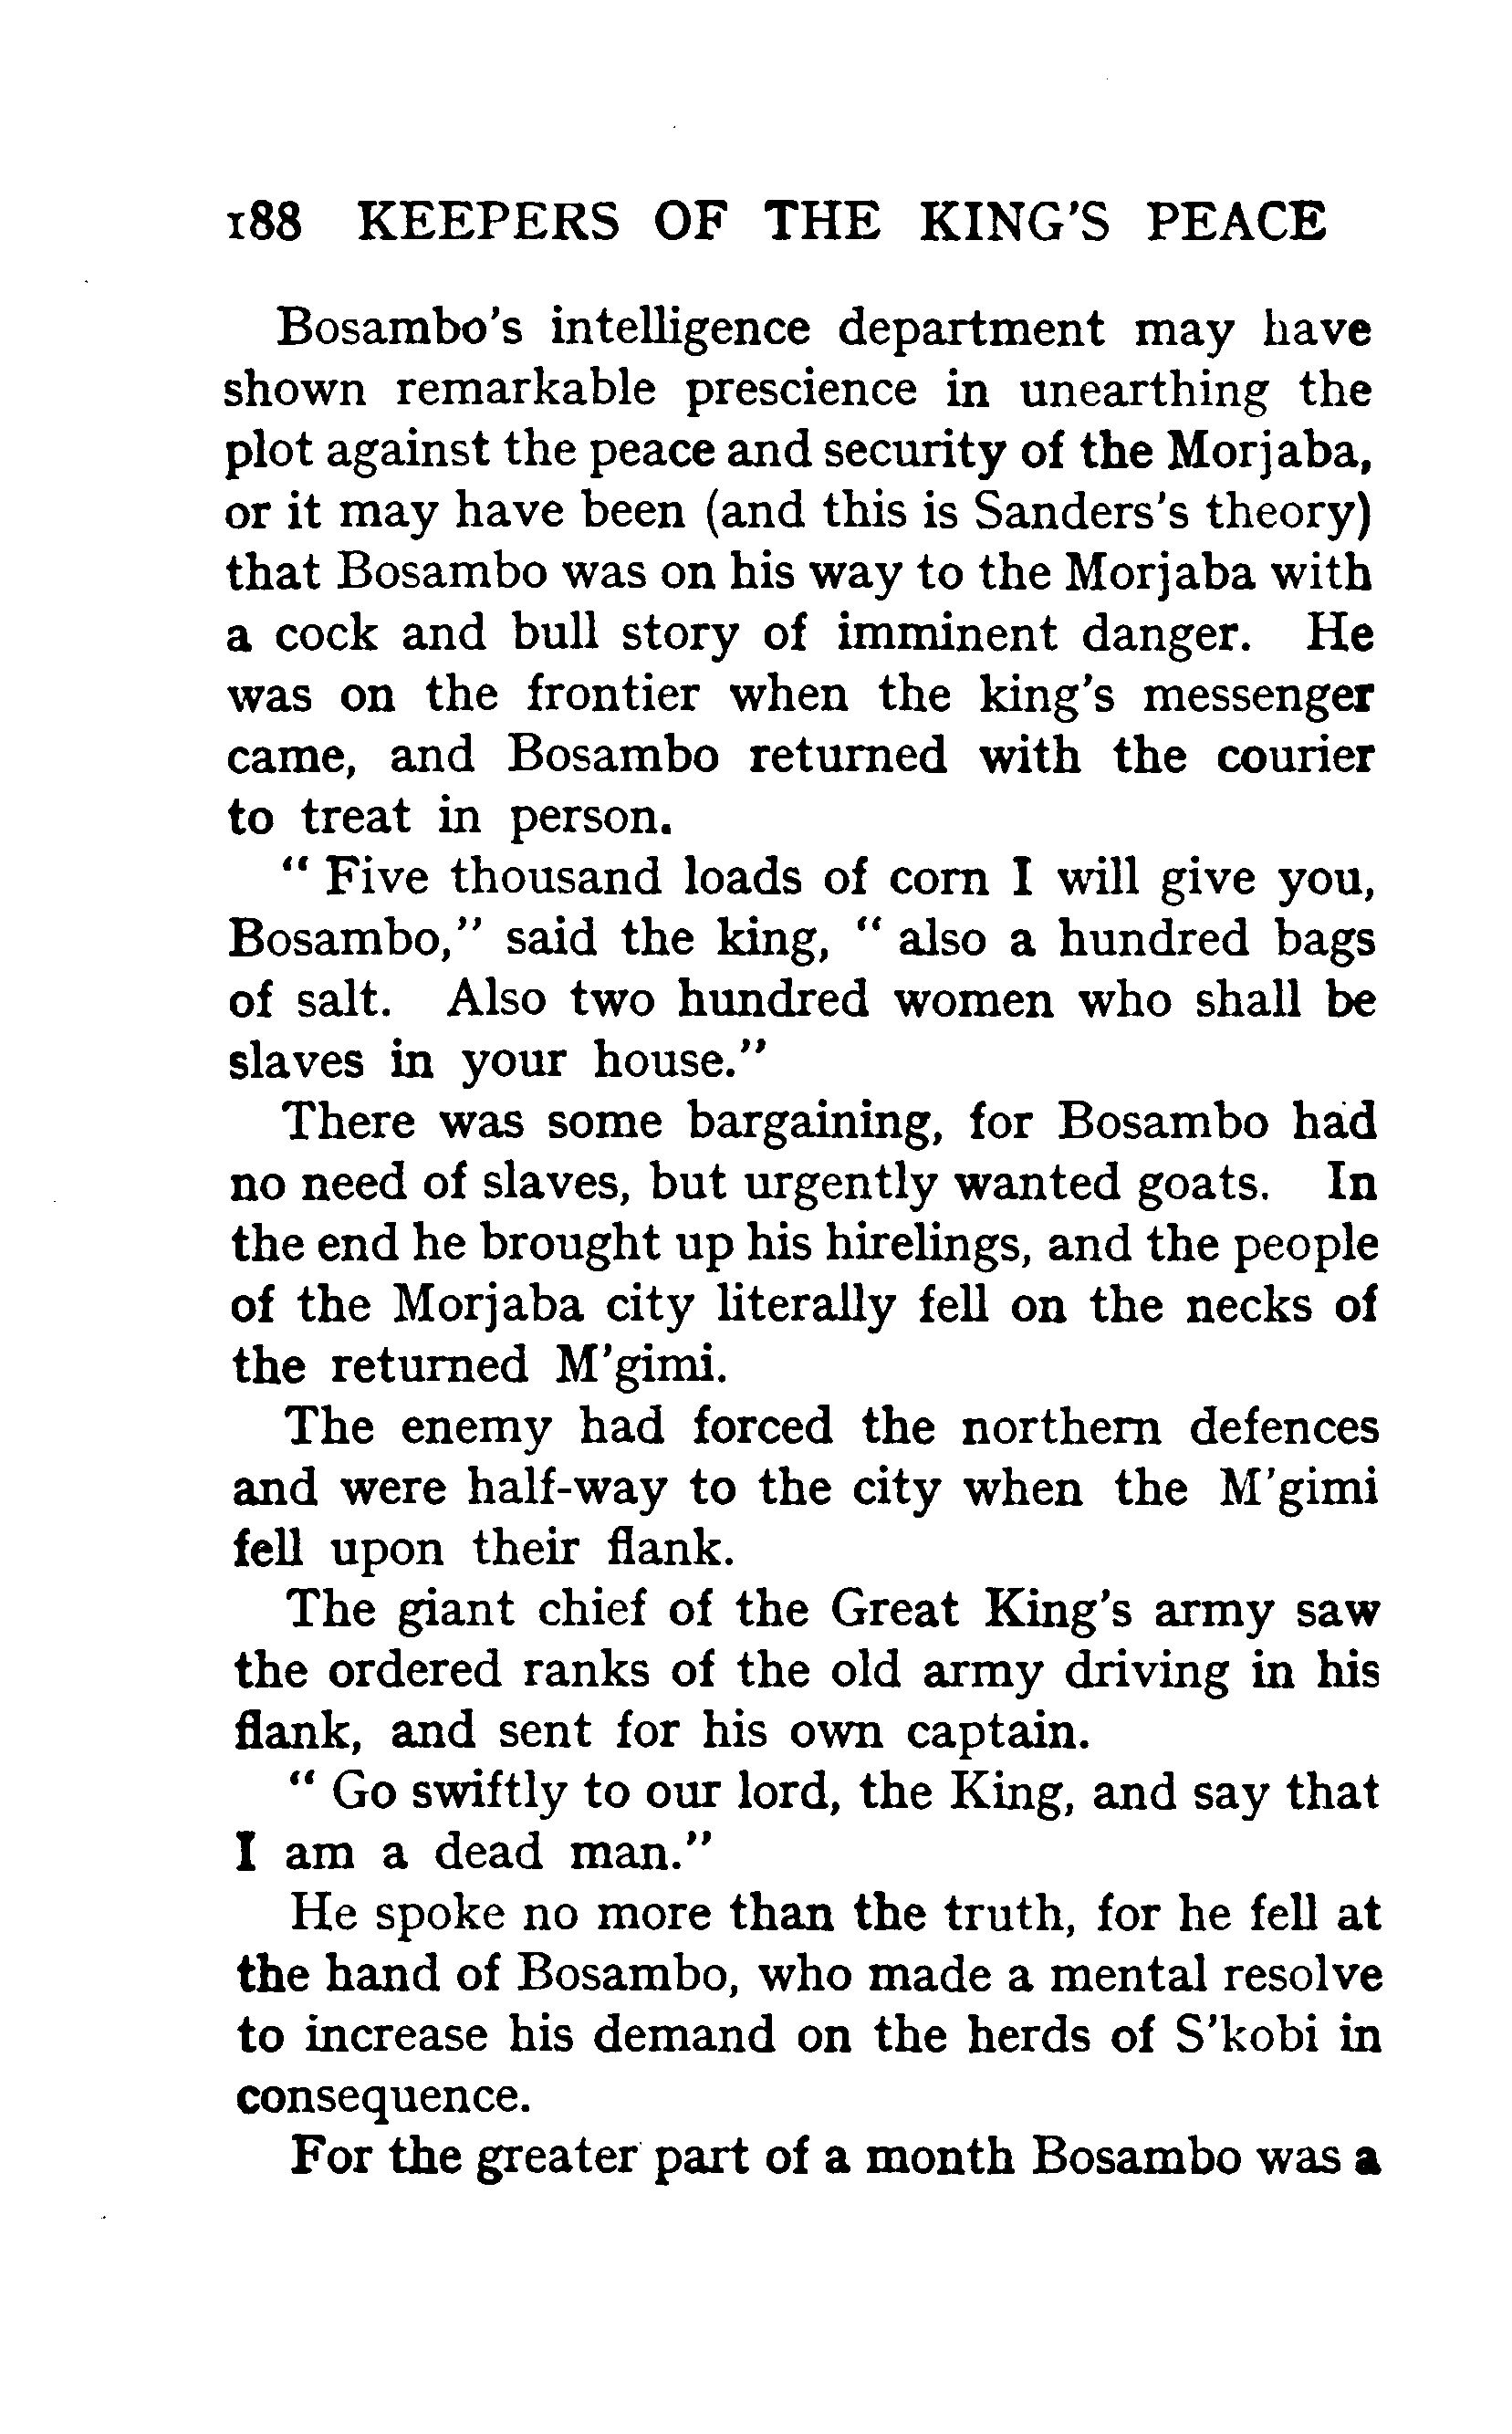 188 KEEPERS OF THE KING'S PEACE
Bosambo's intelligence department may have
shown remarkable prescience in unearthing the
plot against the peace and security of the Morjaba,
or it may have been (and this is Sanders's theory)
that Bosambo was on his way to the Morjaba with
a cock and bull story of imminent danger. He
was on the frontier when the king's messenger
came, and Bosambo returned with the courier
to treat in person.
" Five thousand loads of corn I will give you,
Bosambo," said the king, " also a hundred bags
of salt. Also two hundred women who shall be
slaves in your house."
There was some bargaining, for Bosambo had
no need of slaves, but urgently wanted goats. In
the end he brought up his hirelings, and the people
of the Morjaba city literally fell on the necks of
the returned M'gimi.
The enemy had forced the northern defences
and were half-way to the city when the M'gimi
fell upon their flank.
The giant chief of the Great King's army saw
the ordered ranks of the old army driving in his
flank, and sent for his own captain.
" Go swiftly to our lord, the King, and say that
I am a dead man."
He spoke no more than the truth, for he fell at
the hand of Bosambo, who made a mental resolve
to increase his demand on the herds of S'kobi in
consequence.
For the greater part of a month Bosambo was a